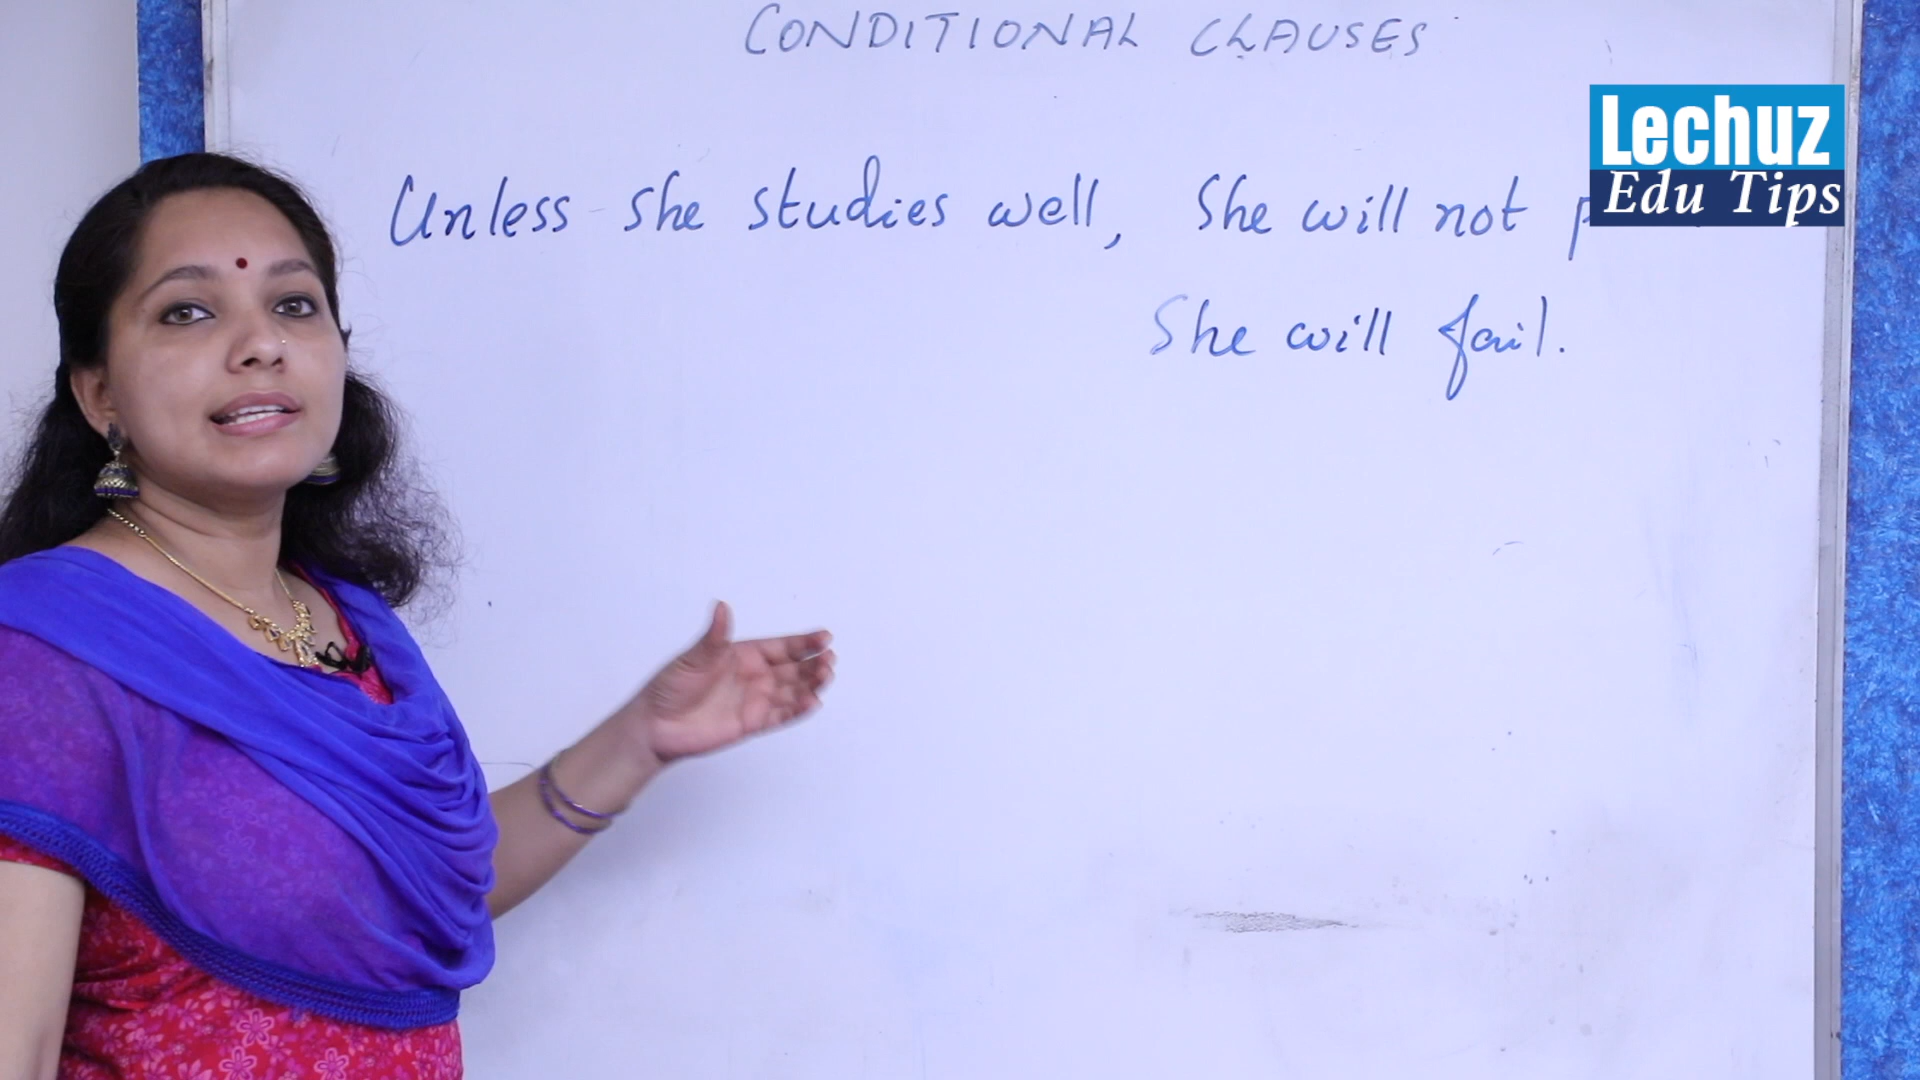 CONDITIONAL CLAUSES
Lechuz
Edu Tips
Unless she studies well, She will not
She will fail.